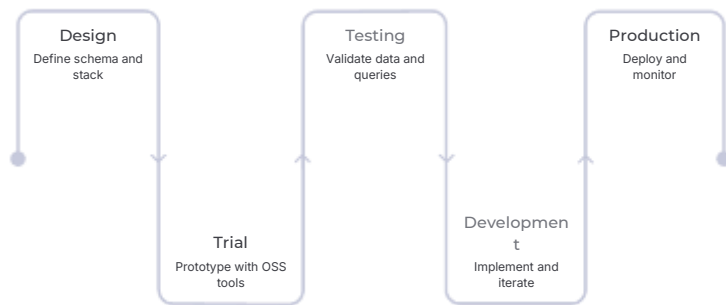 Design
Define schema and
stack
Trial
Prototype with OSS
tools
Testing
Validate data and
queries
Developmen
t
Implement and
iterate
Production
Deploy and
monitor